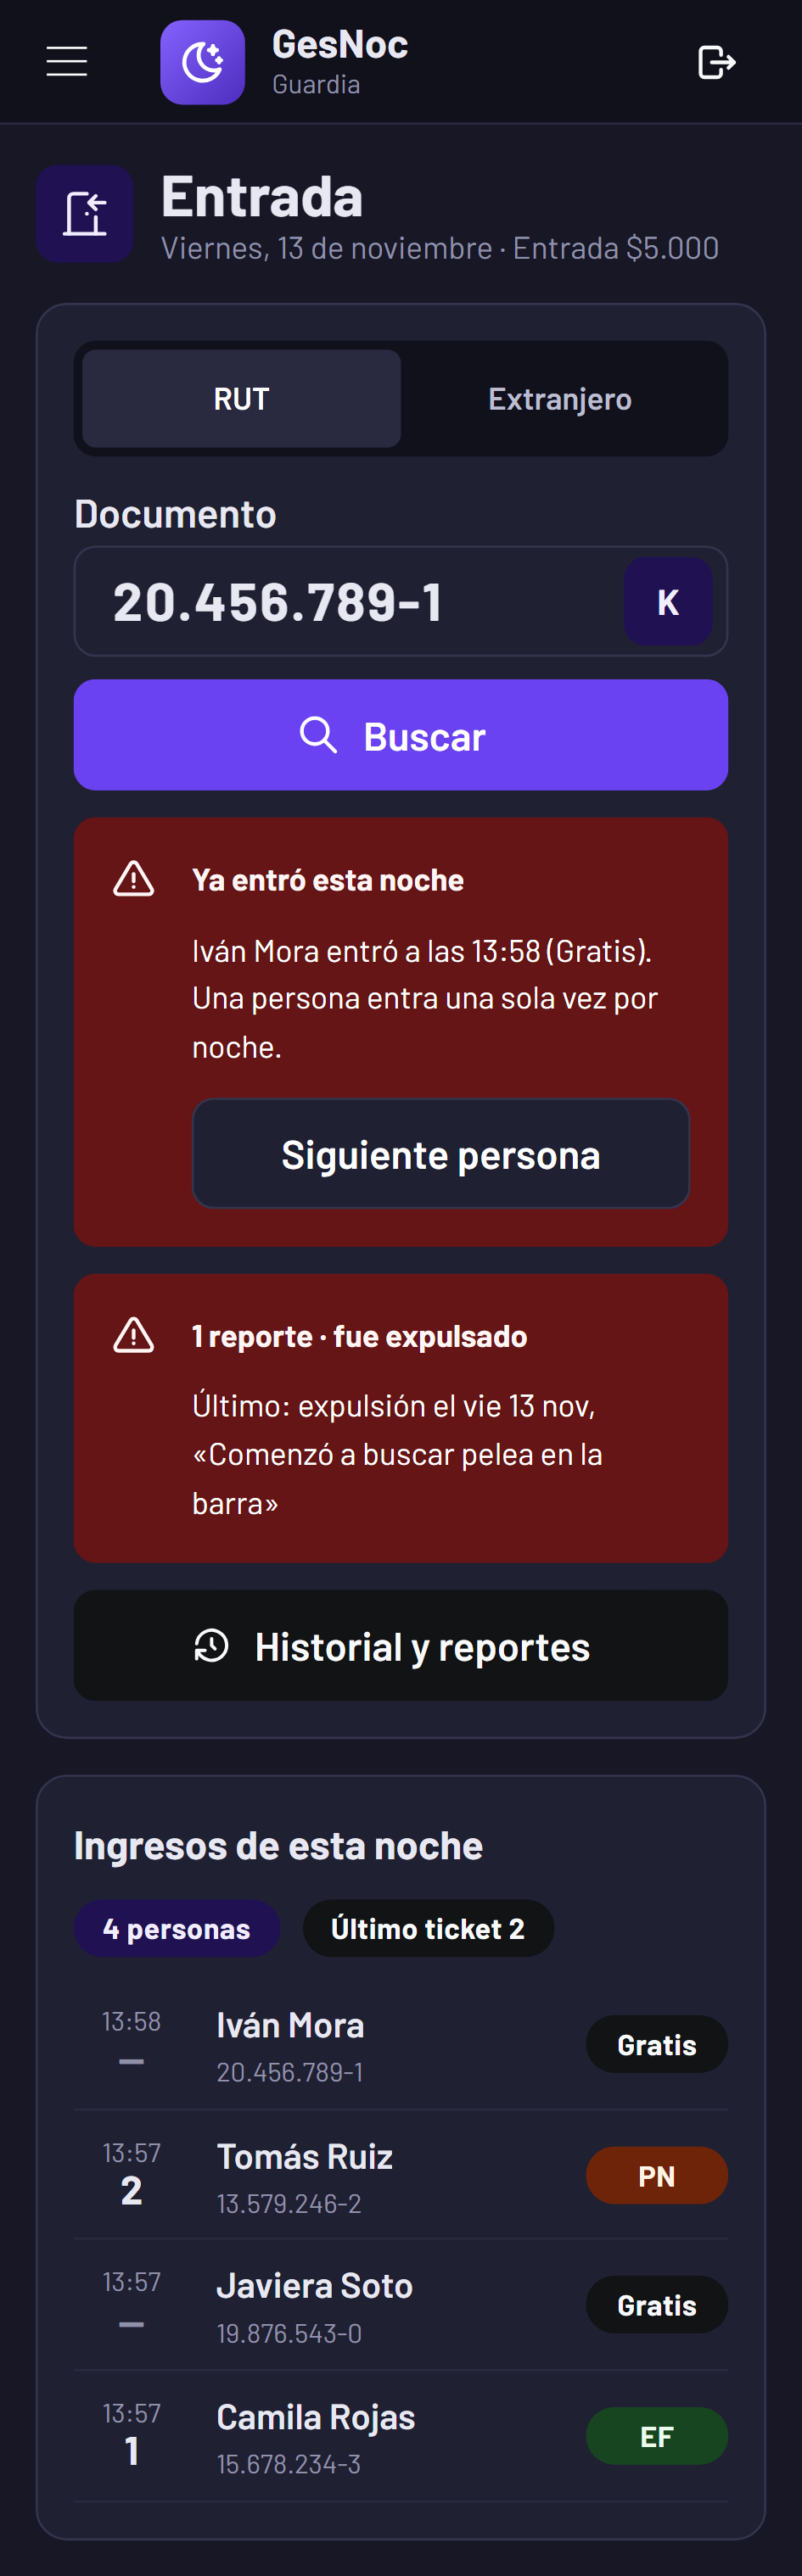 GesNoc
Guardia
Entrada
Viernes, 13 de noviembre · Entrada $5.000
RUT
Extranjero
Documento
20.456.789-1
K
Buscar
Ya entró esta noche
Iván Mora entró a las 13:58 (Gratis).
Una persona entra una sola vez por
noche.
Siguiente persona
1 reporte · fue expulsado
Último: expulsión el vie 13 nov,
«Comenzó a buscar pelea en la
barra»
Historial y reportes
Ingresos de esta noche
4 personas
Último ticket 2
13:58
—
Iván Mora
20.456.789-1
Gratis
13:57
2
Tomás Ruiz
13.579.246-2
PN
13:57
—
Javiera Soto
19.876.543-0
Gratis
13:57
1
Camila Rojas
15.678.234-3
EF